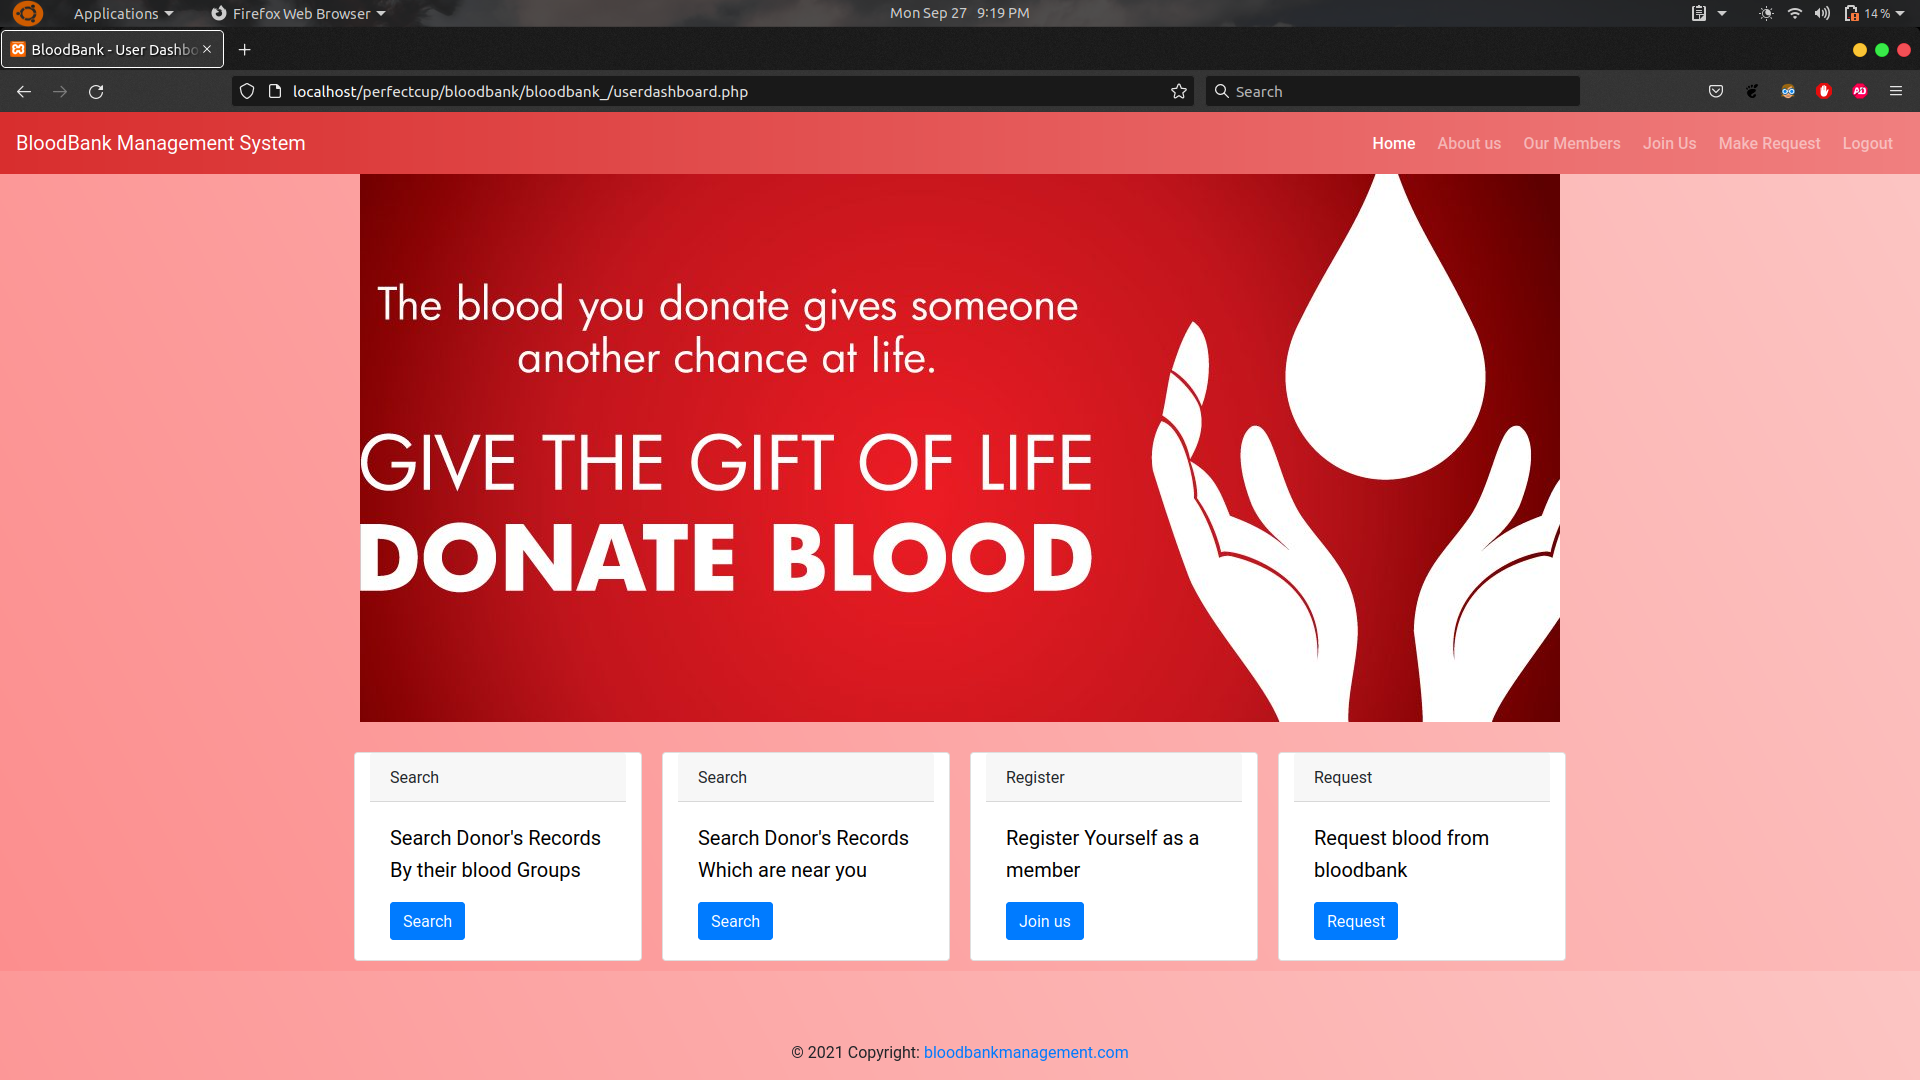 Applications
Firefox Web Browser
Mon Sep 27 9:19 PM
14 %
BloodBank - User Dashbo
localhost/perfectcup/bloodbank/bloodbank_/userdashboard.php
Search
BloodBank Management System
Home
About us
Our Members
Join Us
Make Request
Logout
The blood you donate gives someone
another chance at life.
GIVE THE GIFT OF LIFE
DONATE BLOOD
Search
Search Donor's Records
By their blood Groups
Search
Search
Search Donor's Records
Which are near you
Search
Register
Register Yourself as a
member
Join us
Request
Request blood from
bloodbank
Request
© 2021 Copyright: bloodbankmanagement.com